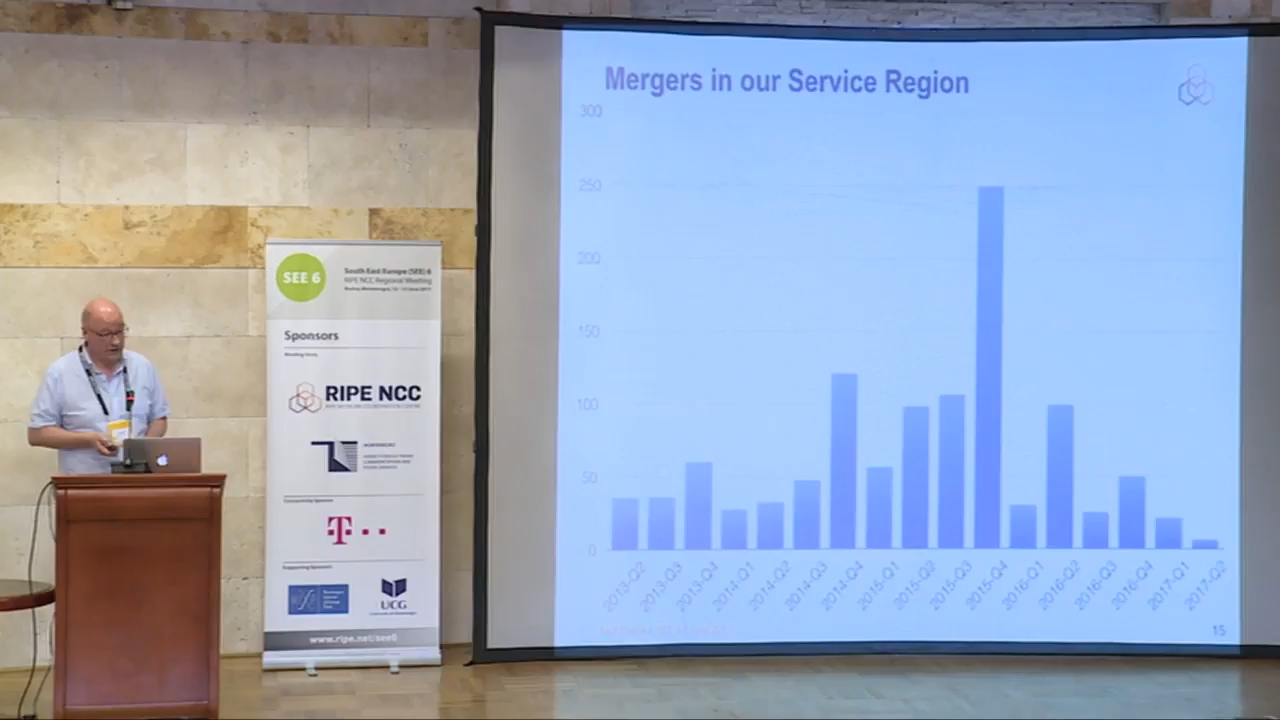 Mergers in our Service Region
300
250
200
150
100
50
0
2013-Q2
2013-Q3
2013-Q4
2014-Q1
2014-Q2
2014-Q3
2014-Q4
2015-Q1
2015-Q2
2015-Q3
2015-Q4
2016-Q1
2016-Q2
2016-Q3
2016-Q4
2017-Q1
2017-Q2
15
SEE 6
South East Europe (SEE) 6
RIPE NCC Regional Meeting
Sponsors
RIPE NCC
T
UCG
www.ripe.net/see6